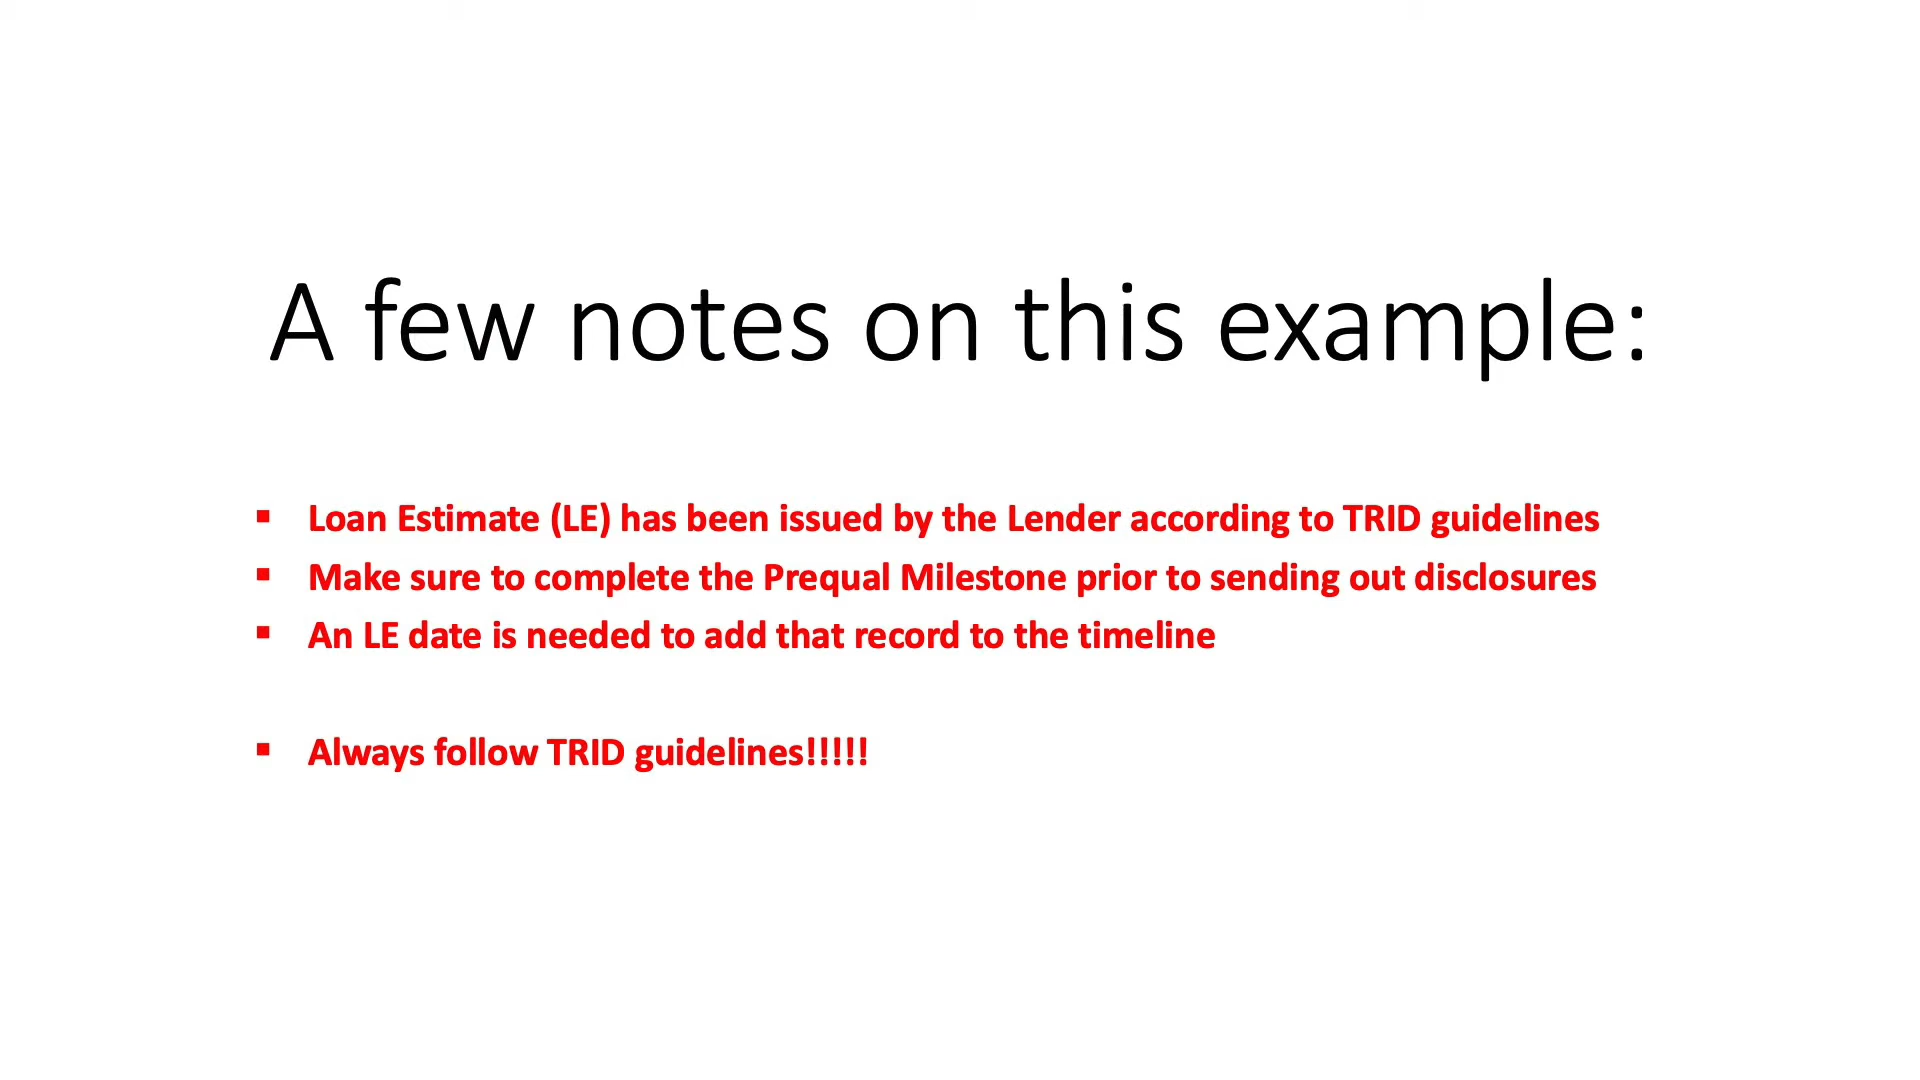 A few notes on this example:
▪ Loan Estimate (LE) has been issued by the Lender according to TRID guidelines
▪ Make sure to complete the Prequal Milestone prior to sending out disclosures
▪ An LE date is needed to add that record to the timeline
▪ Always follow TRID guidelines!!!!!